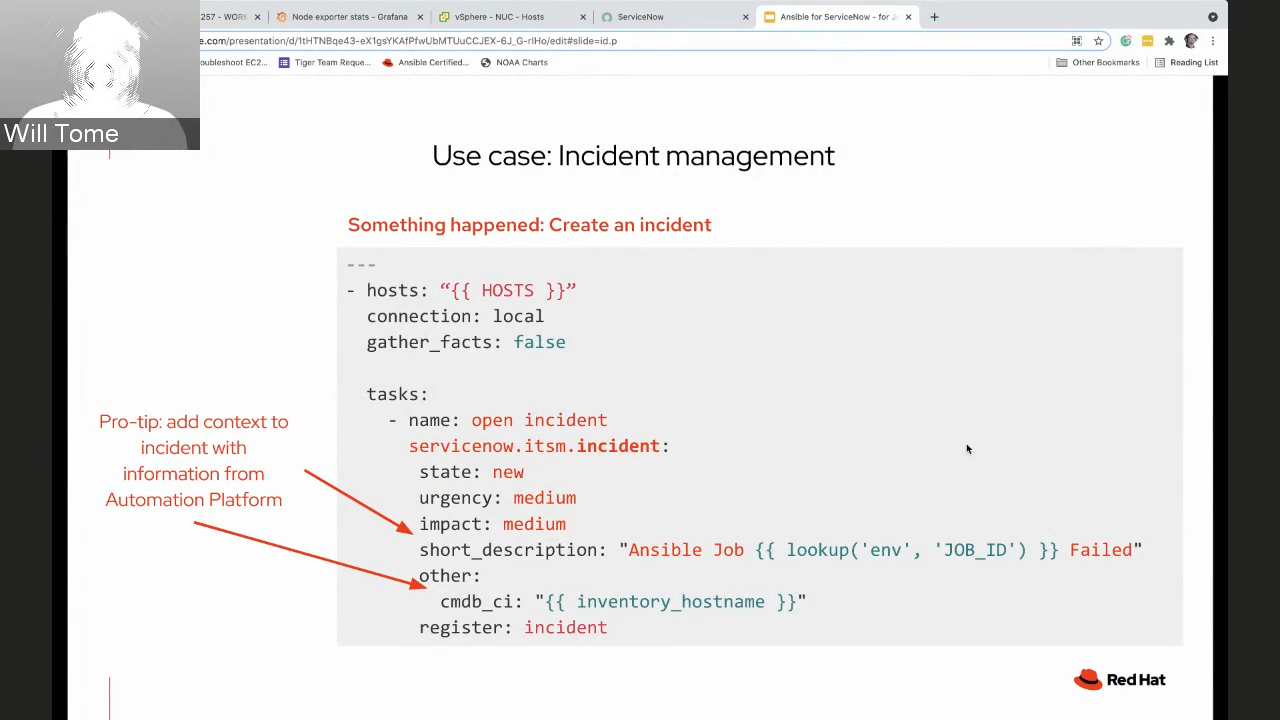 257 - WORK
Node exporter stats - Grafana
vSphere - NUC - Hosts
ServiceNow
Ansible for ServiceNow - for J
e.com/presentation/d/1tHTNBqe43-eX1gsYKAfPfwUbMTUuCCJEX-6J_G-rIHo/edit#slide=id.p
oubleshoot EC2...
Tiger Team Reque...
Ansible Certified...
NOAA Charts
Other Bookmarks
Reading List
Will Tome
Use case: Incident management
Something happened: Create an incident
---
- hosts: “{{ HOSTS }}”
connection: local
gather_facts: false
tasks:
- name: open incident
servicenow.itsm.incident:
state: new
urgency: medium
impact: medium
short_description: "Ansible Job {{ lookup('env', 'JOB_ID') }} Failed"
other:
cmdb_ci: "{{ inventory_hostname }}"
register: incident
Pro-tip: add context to
incident with
information from
Automation Platform
Red Hat